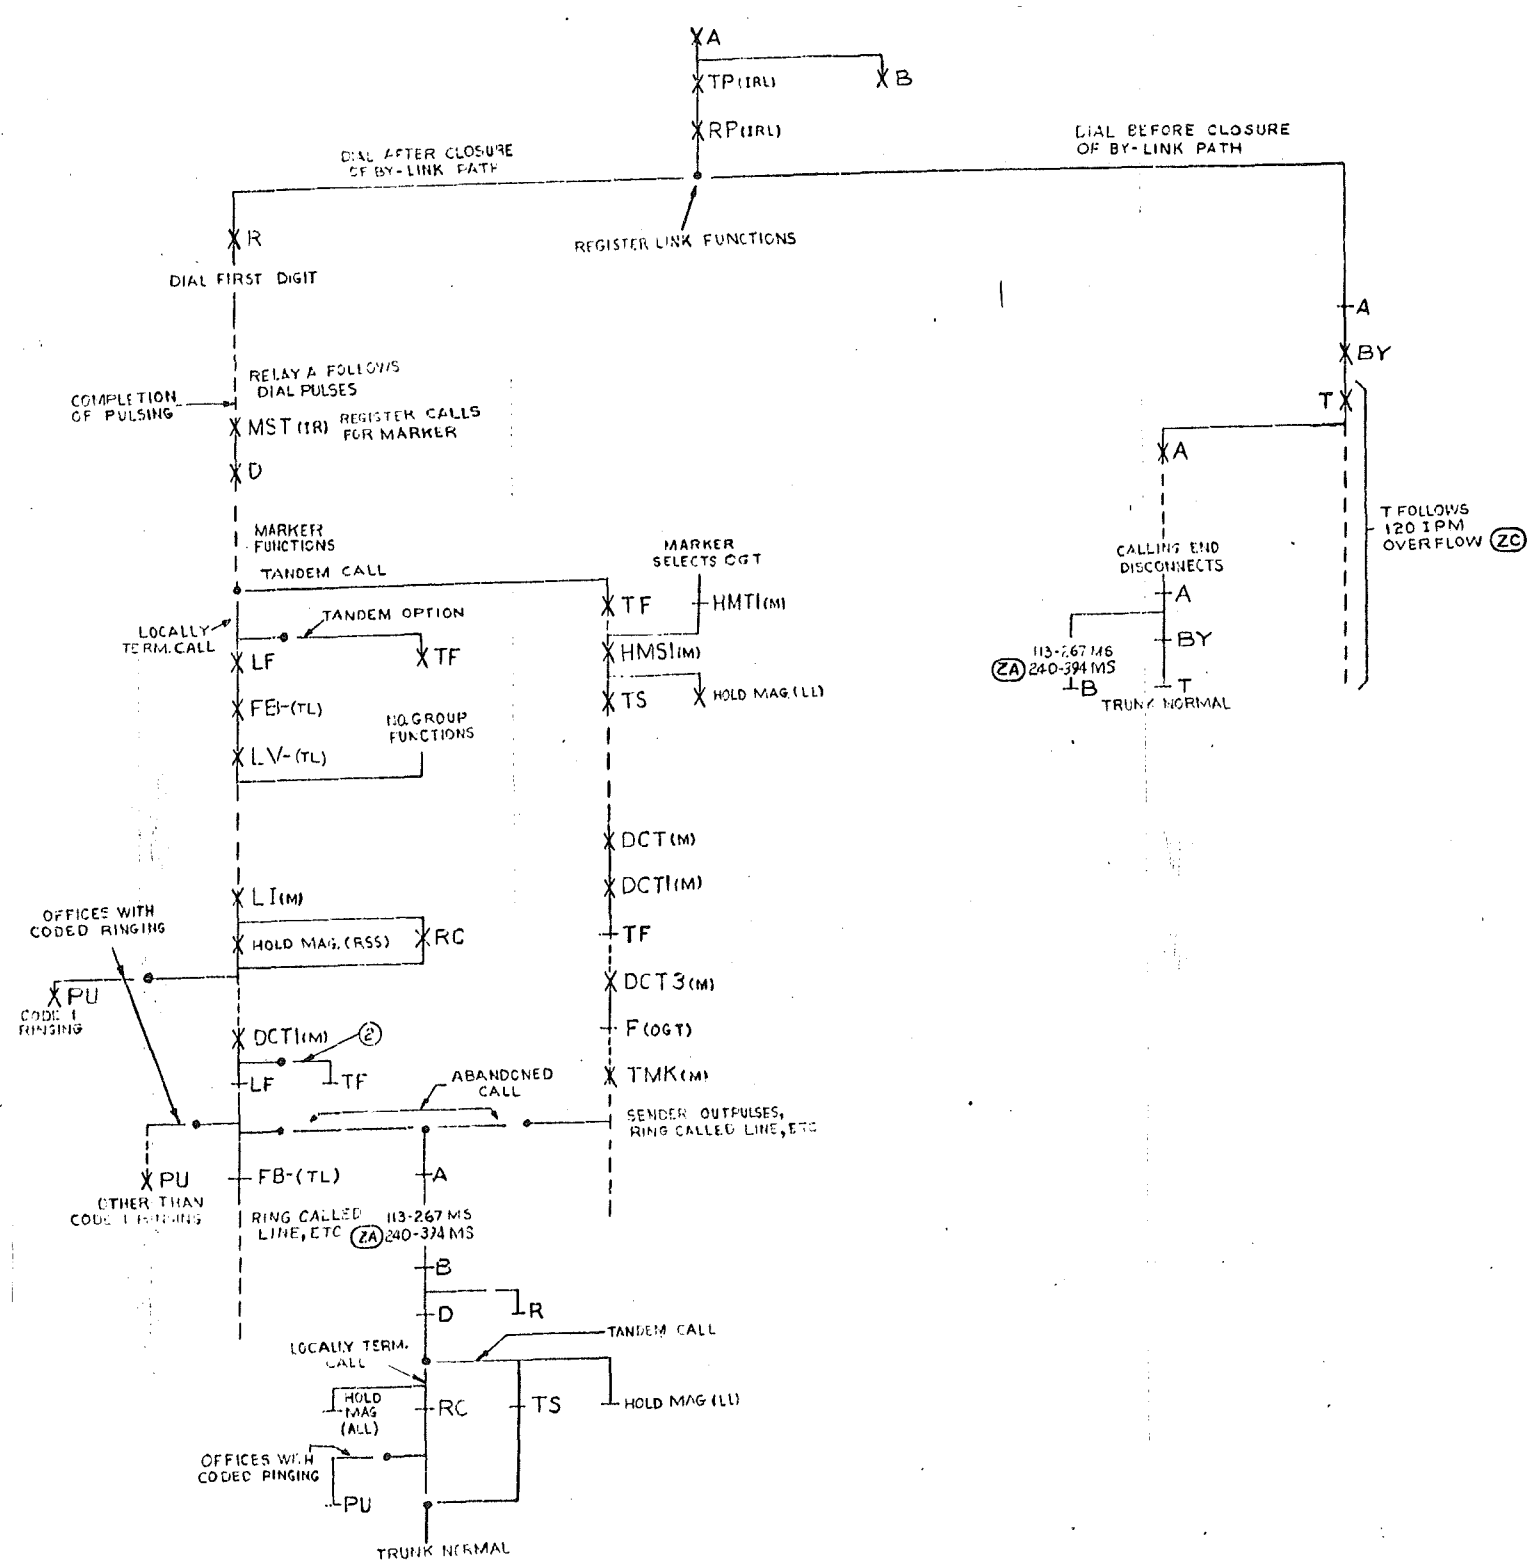 A
TP (IRL)
B
RP (IRL)
DIAL AFTER CLOSURE
OF BY-LINK PATH
DIAL BEFORE CLOSURE
OF BY-LINK PATH
R
REGISTER LINK FUNCTIONS
DIAL FIRST DIGIT
A
BY
RELAY A FOLLOWS
DIAL PULSES
COMPLETION
OF PULSING
T
MST (IR) REGISTER CALLS
FOR MARKER
D
A
T FOLLOWS
120 IPM
OVERFLOW ZC
MARKER
FUNCTIONS
TANDEM CALL
MARKER
SELECTS OGT
CALLING END
DISCONNECTS
TF
HMT1(M)
A
LOCALLY
TERM. CALL
TANDEM OPTION
LF
TF
HMS1(M)
BY
113-267 MS
ZA 240-394 MS
B
T
TRUNK NORMAL
TS
HOLD MAG. (LL)
FB-(TL)
NO. GROUP
FUNCTIONS
LV-(TL)
DCT(M)
DCT1(M)
LI(M)
OFFICES WITH
CODED RINGING
HOLD MAG. (RSS)
RC
TF
PU
CODE 1
RINGING
DCT3(M)
DCT1(M)
2
F(OGT)
LF
TF
ABANDONED
CALL
TMK(M)
SENDER OUTPULSES,
RING CALLED LINE, ETC
PU
OTHER THAN
CODE 1 RINGING
FB-(TL)
A
RING CALLED
LINE, ETC
113-267 MS
ZA 240-394 MS
B
D
R
LOCALLY TERM.
CALL
TANDEM CALL
HOLD
MAG
(ALL)
RC
TS
HOLD MAG (LL)
OFFICES WITH
CODED RINGING
PU
TRUNK NORMAL